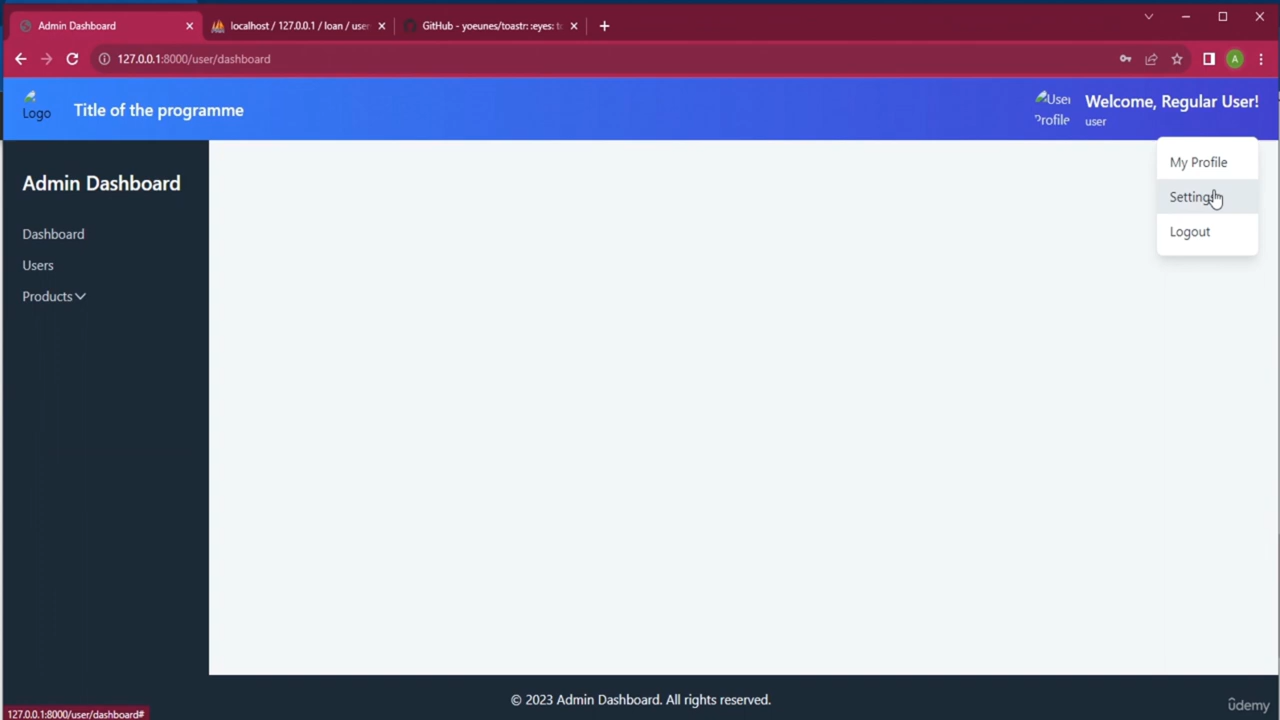 Admin Dashboard
localhost / 127.0.0.1 / loan / user
GitHub - yoeunes/toastr: :eyes: to
127.0.0.1:8000/user/dashboard
A
Logo
Title of the programme
User Profile
Welcome, Regular User!
user
My Profile
Settings
Logout
Admin Dashboard
Dashboard
Users
Products
© 2023 Admin Dashboard. All rights reserved.
127.0.0.1:8000/user/dashboard#
ûdemy